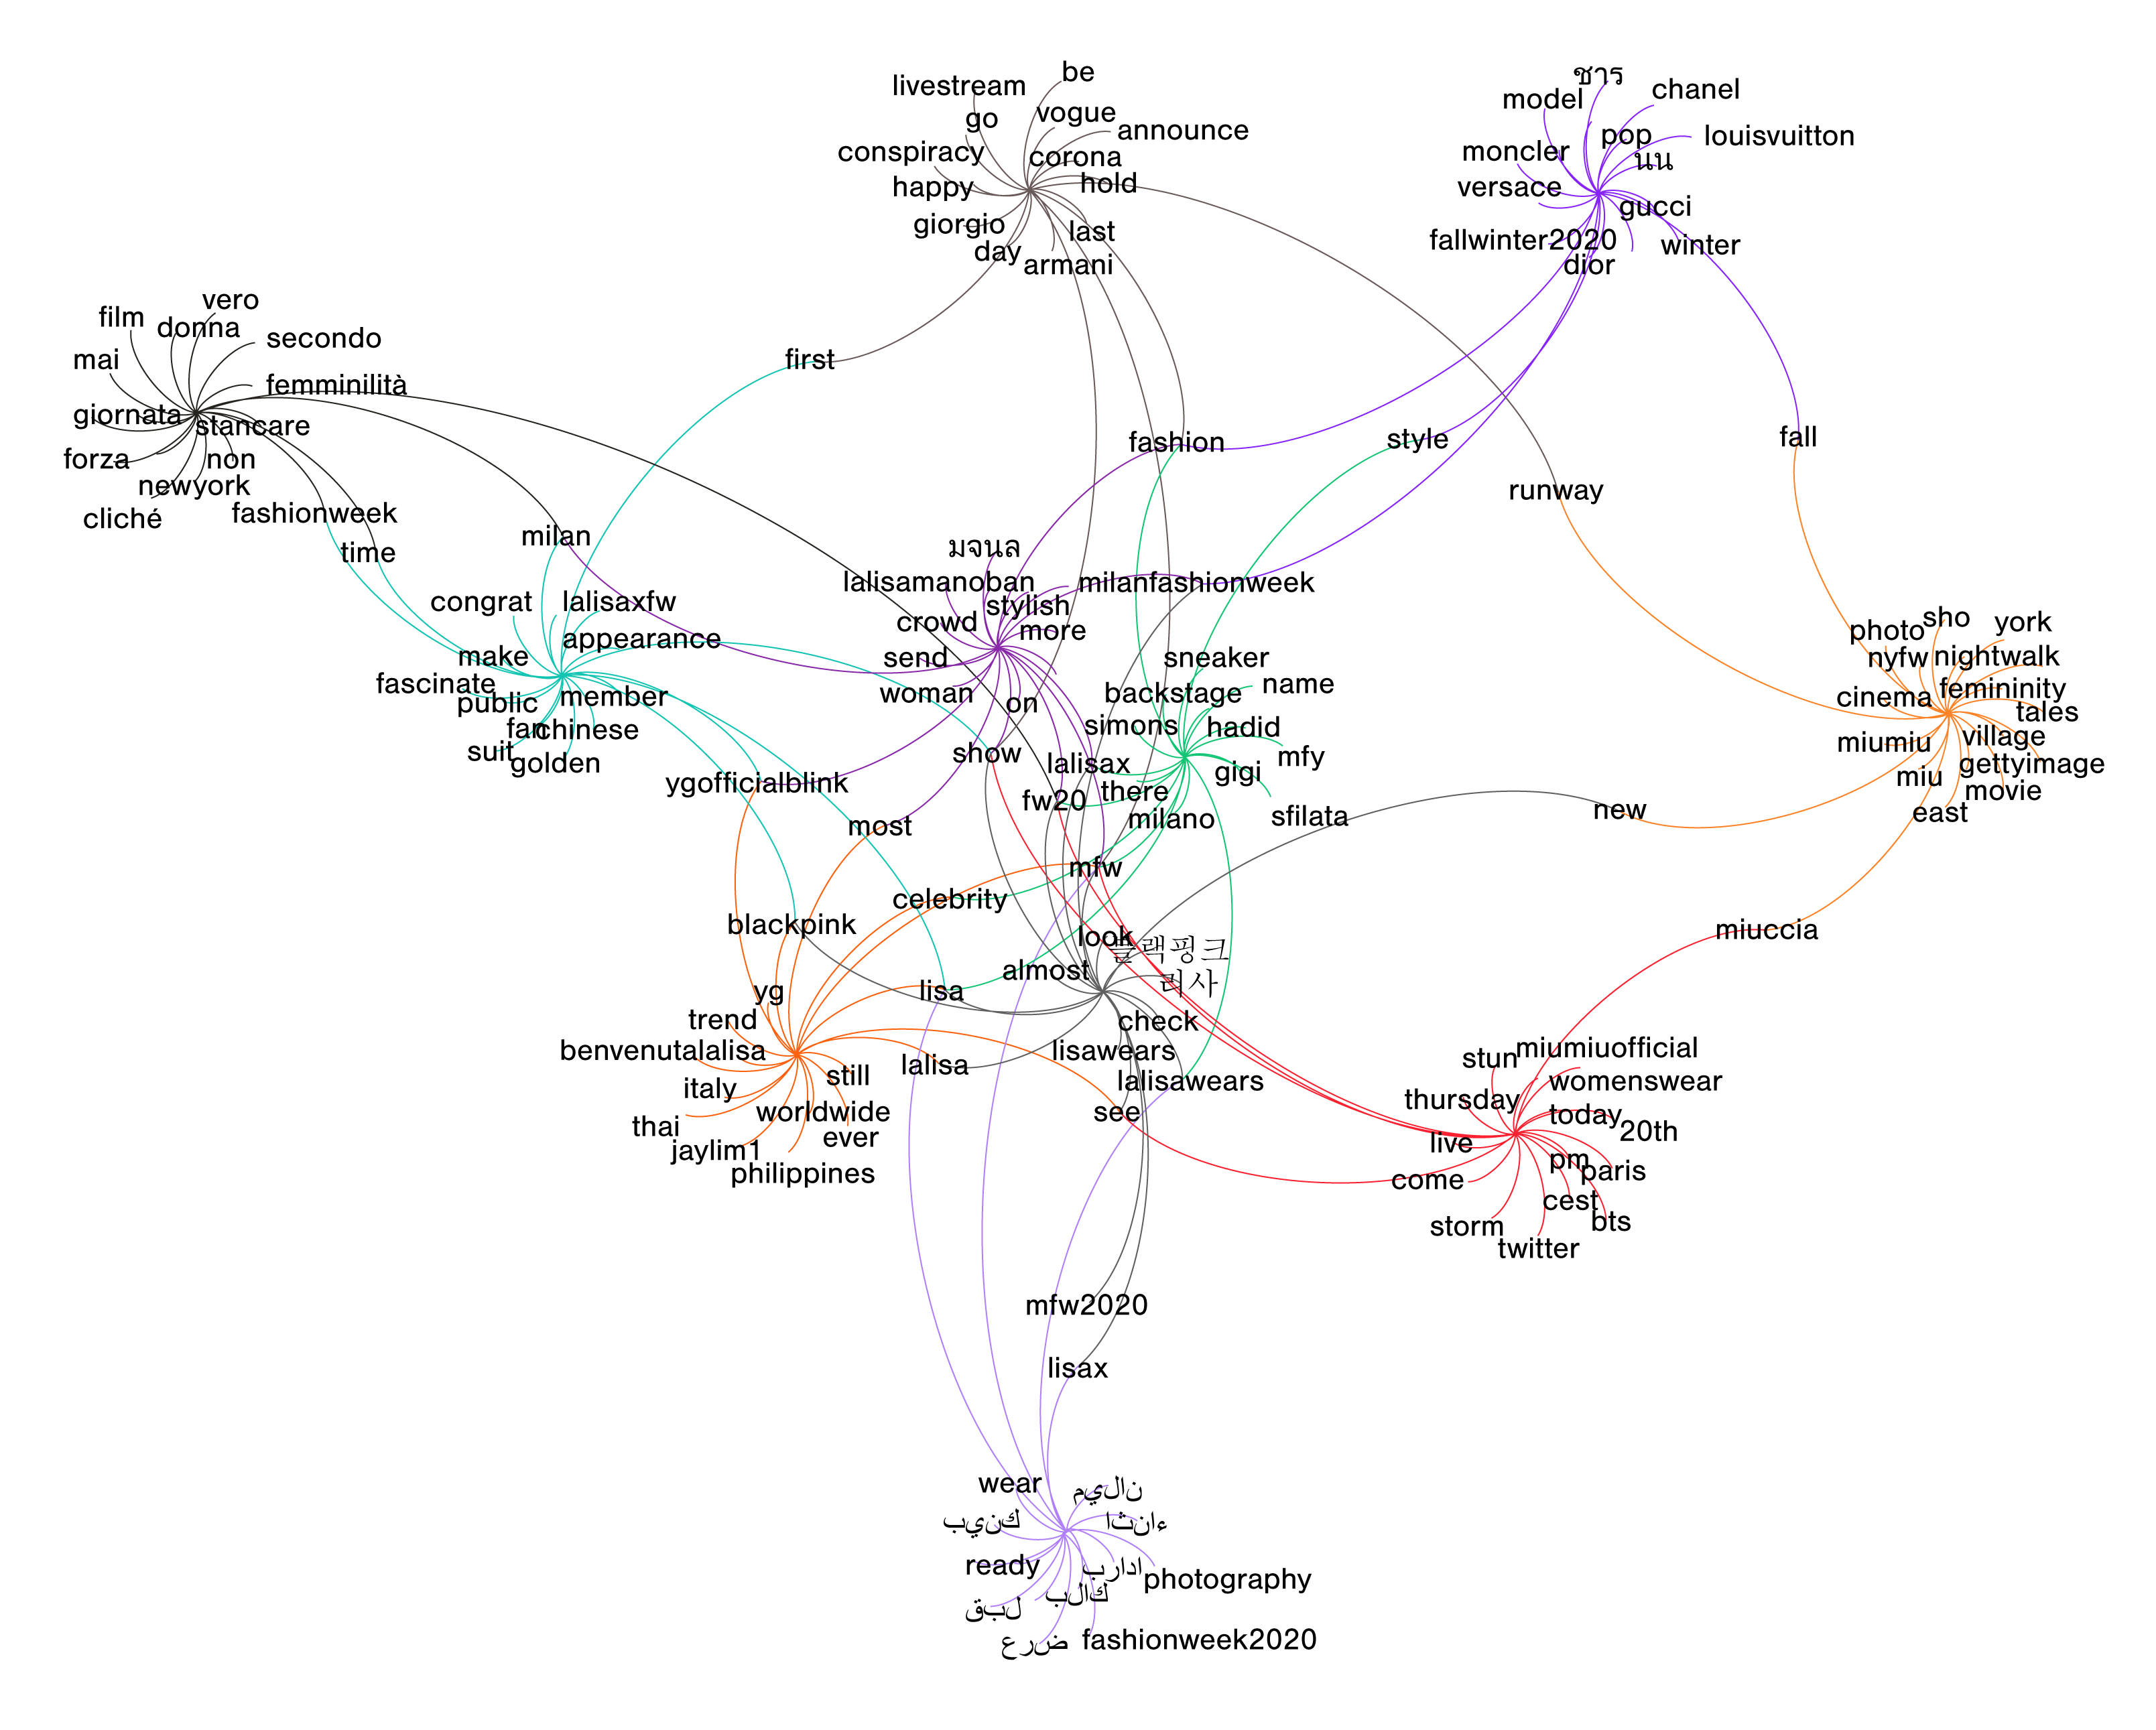 be
livestream
ชาร
chanel
model
go
vogue
announce
pop
louisvuitton
conspiracy
corona
moncler
นน
happy
hold
versace
gucci
giorgio
last
fallwinter2020
winter
day
armani
dior
vero
film
donna
secondo
mai
first
femminilità
giornata
stancare
fashion
style
fall
forza
non
newyork
runway
cliché
fashionweek
milan
time
มจนล
lalisamanoban
milanfashionweek
congrat
lalisaxfw
stylish
crowd
more
sho
york
photo
appearance
make
send
sneaker
nyfw
nightwalk
fascinate
public
member
woman
on
backstage
name
cinema
femininity
tales
fan
chinese
simons
hadid
suit
golden
show
lalisax
gigi
mfy
miumiu
village
gettyimage
ygofficialblink
fw20
there
miu
movie
most
milano
sfilata
new
east
mfw
celebrity
blackpink
look
블랙핑크
miuccia
almost
리사
yg
lisa
trend
check
benvenutalalisa
lalisa
lisawears
stun
miumiuofficial
italy
still
lalisawears
womenswear
thursday
worldwide
see
today
thai
ever
20th
jaylim1
live
pm
philippines
come
paris
cest
storm
bts
twitter
mfw2020
lisax
wear
ميلان
بينك
اثناء
ready
برادا
photography
بلاك
قبل
عرض
fashionweek2020